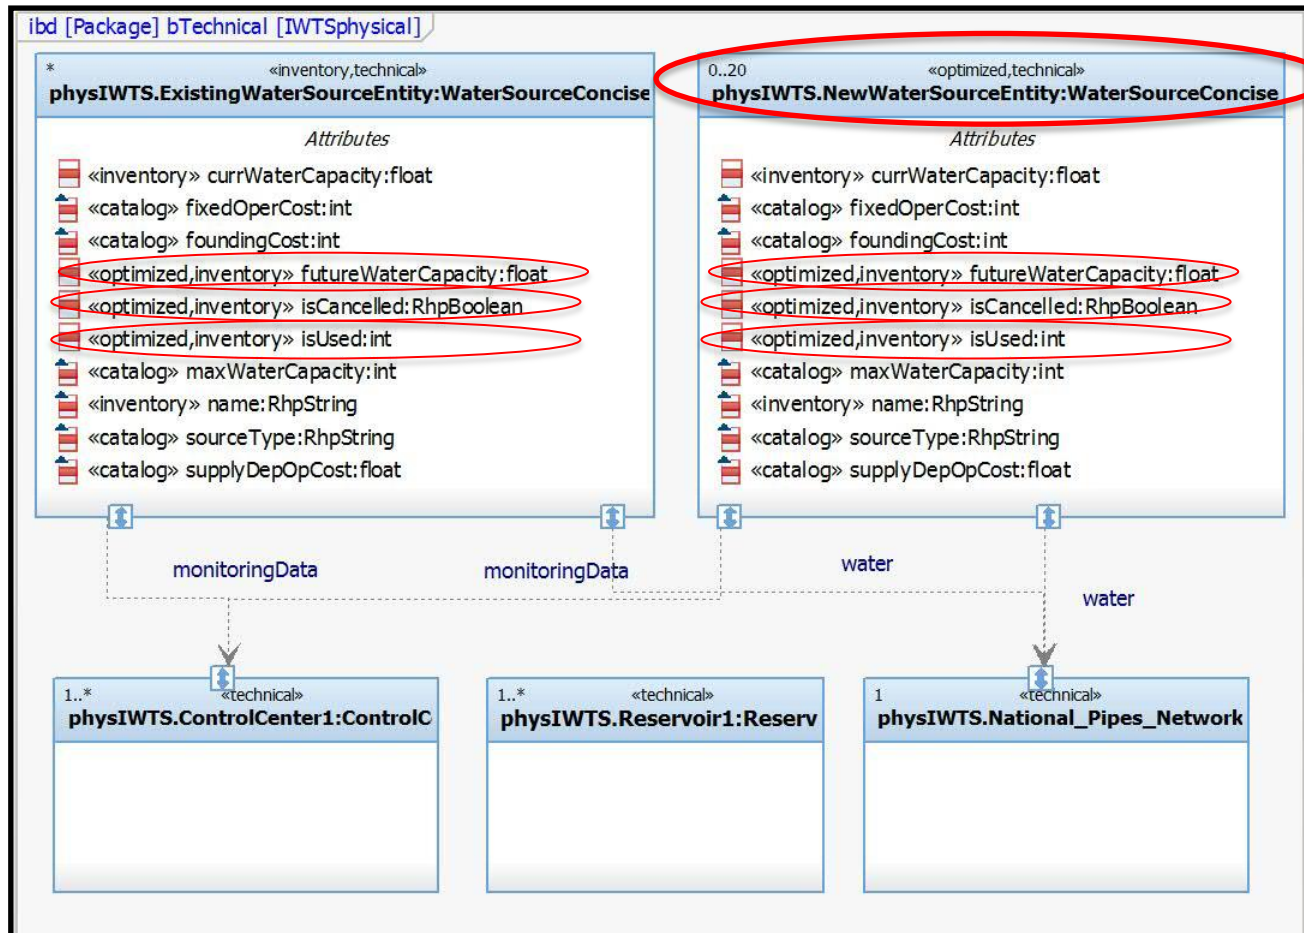 ibd [Package] bTechnical [IWTSphysical]
* «inventory,technical»
physIWTS.ExistingWaterSourceEntity:WaterSourceConcise
Attributes
«inventory» currWaterCapacity:float
«catalog» fixedOperCost:int
«catalog» foundingCost:int
«optimized,inventory» futureWaterCapacity:float
«optimized,inventory» isCancelled:RhpBoolean
«optimized,inventory» isUsed:int
«catalog» maxWaterCapacity:int
«inventory» name:RhpString
«catalog» sourceType:RhpString
«catalog» supplyDepOpCost:float
0..20 «optimized,technical»
physIWTS.NewWaterSourceEntity:WaterSourceConcise
Attributes
«inventory» currWaterCapacity:float
«catalog» fixedOperCost:int
«catalog» foundingCost:int
«optimized,inventory» futureWaterCapacity:float
«optimized,inventory» isCancelled:RhpBoolean
«optimized,inventory» isUsed:int
«catalog» maxWaterCapacity:int
«inventory» name:RhpString
«catalog» sourceType:RhpString
«catalog» supplyDepOpCost:float
monitoringData
monitoringData
water
water
1..* «technical»
physIWTS.ControlCenter1:ControlC
1..* «technical»
physIWTS.Reservoir1:Reserv
1 «technical»
physIWTS.National_Pipes_Network